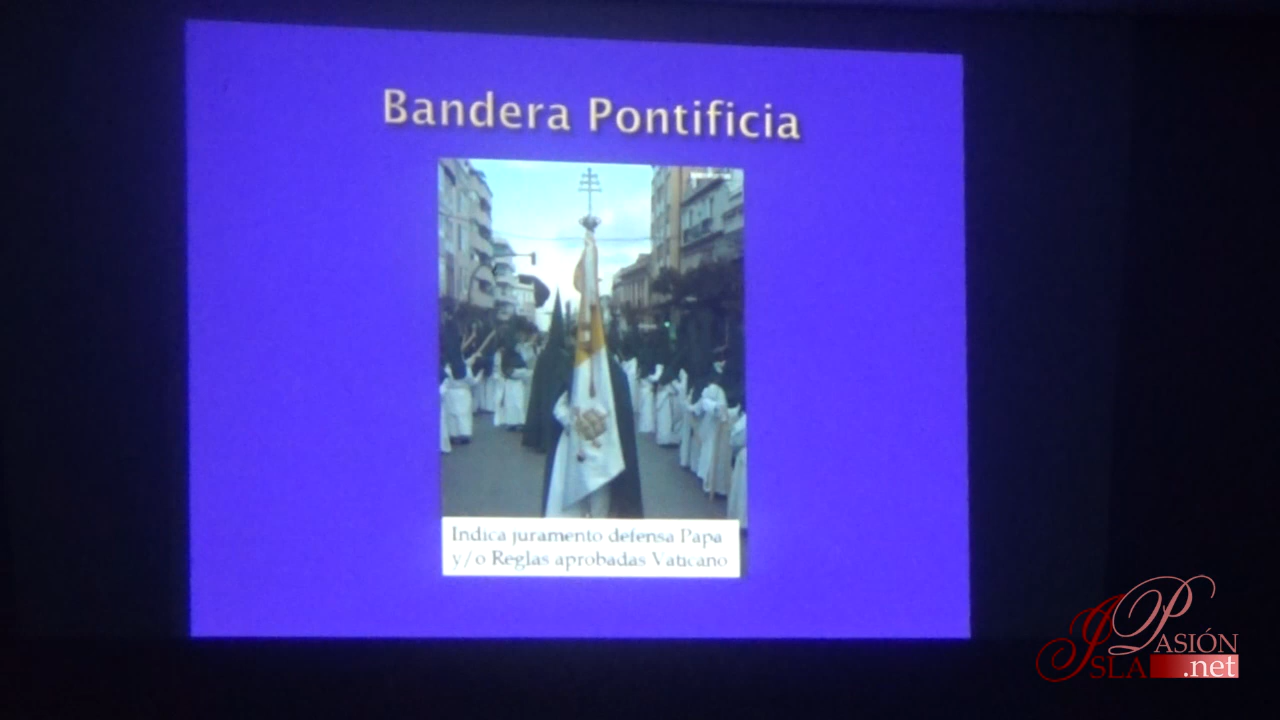 Bandera Pontificia
Indica juramento defensa Papa
y/o Reglas aprobadas Vaticano
PASIÓN
ISLA
.net